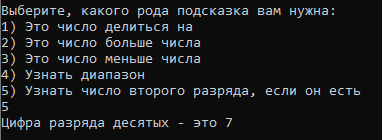 Выберите, какого рода подсказка вам нужна:
1) Это число делиться на
2) Это число больше числа
3) Это число меньше числа
4) Узнать диапазон
5) Узнать число второго разряда, если он есть
5
Цифра разряда десятых - это 7